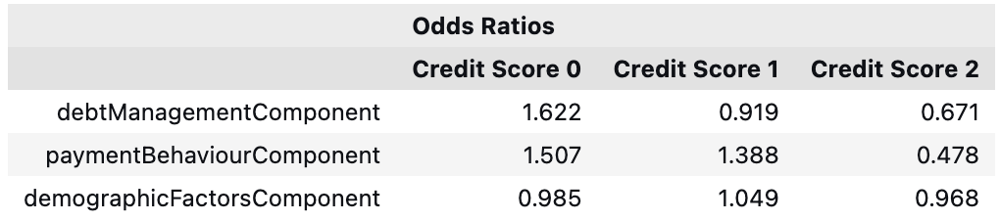 Odds Ratios
Credit Score 0 Credit Score 1 Credit Score 2
debtManagementComponent 1.622 0.919 0.671
paymentBehaviourComponent 1.507 1.388 0.478
demographicFactorsComponent 0.985 1.049 0.968